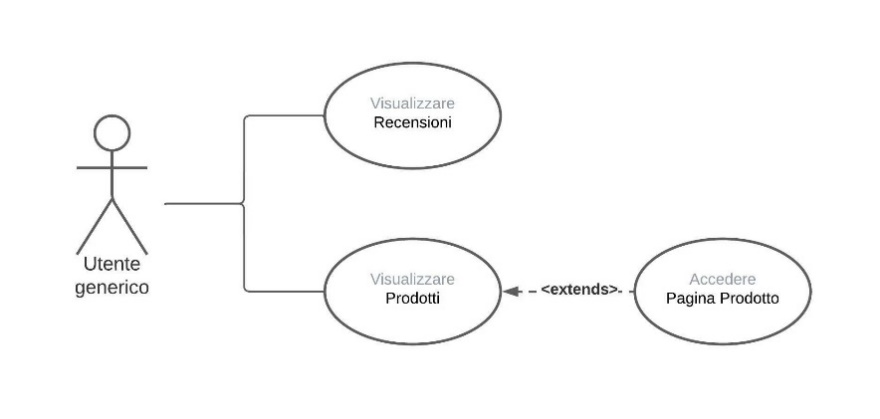 Visualizzare
Recensioni
Utente
generico
Visualizzare
Prodotti
<extends>
Accedere
Pagina Prodotto